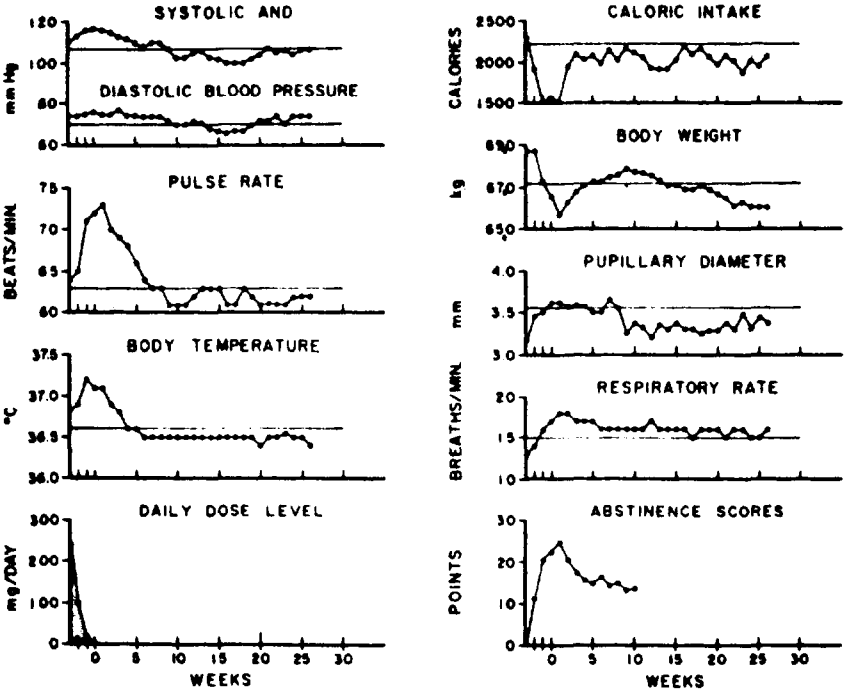 SYSTOLIC AND
120
100
mm Hg
DIASTOLIC BLOOD PRESSURE
80
60
PULSE RATE
75
70
65
60
BEATS/MIN.
BODY TEMPERATURE
37.5
37.0
36.5
36.0
°C
DAILY DOSE LEVEL
300
200
100
0
mg/DAY
0 5 10 15 20 25 30
WEEKS
CALORIC INTAKE
2500
2000
1500
CALORIES
BODY WEIGHT
69.0
67.0
65.0
kg
PUPILLARY DIAMETER
4.0
3.5
3.0
mm
RESPIRATORY RATE
20
15
10
BREATHS/MIN.
ABSTINENCE SCORES
30
20
10
0
POINTS
0 5 10 15 20 25 30
WEEKS